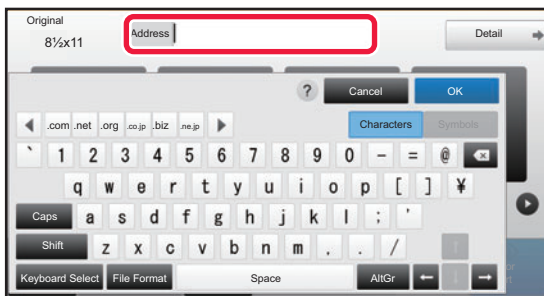 Original
8½x11
Address
Detail
?
Cancel
OK
.com .net .org .co.jp .biz .ne.jp
Characters
Symbols
` 1 2 3 4 5 6 7 8 9 0 - = @
q w e r t y u i o p [ ] ¥
Caps a s d f g h j k l ; '
Shift z x c v b n m , . /
Keyboard Select File Format Space AltGr